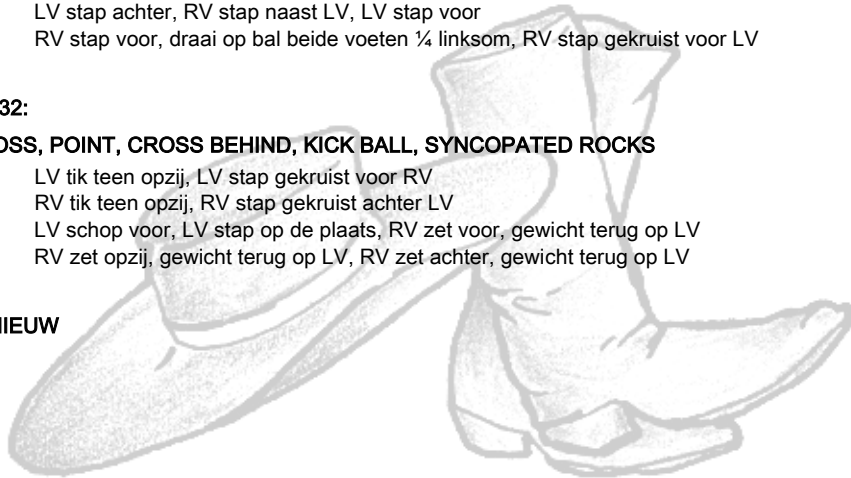 LV stap achter, RV stap naast LV, LV stap voor
RV stap voor, draai op bal beide voeten ¼ linksom, RV stap gekruist voor LV
32:
OSS, POINT, CROSS BEHIND, KICK BALL, SYNCOPATED ROCKS
LV tik teen opzij, LV stap gekruist voor RV
RV tik teen opzij, RV stap gekruist achter LV
LV schop voor, LV stap op de plaats, RV zet voor, gewicht terug op LV
RV zet opzij, gewicht terug op LV, RV zet achter, gewicht terug op LV
NIEUW